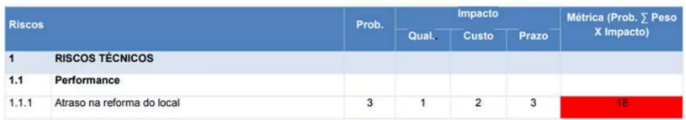 Riscos Prob. Impacto Métrica (Prob. ∑ Peso X Impacto)
Qual. Custo Prazo
1 RISCOS TÉCNICOS
1.1 Performance
1.1.1 Atraso na reforma do local 3 1 2 3 18